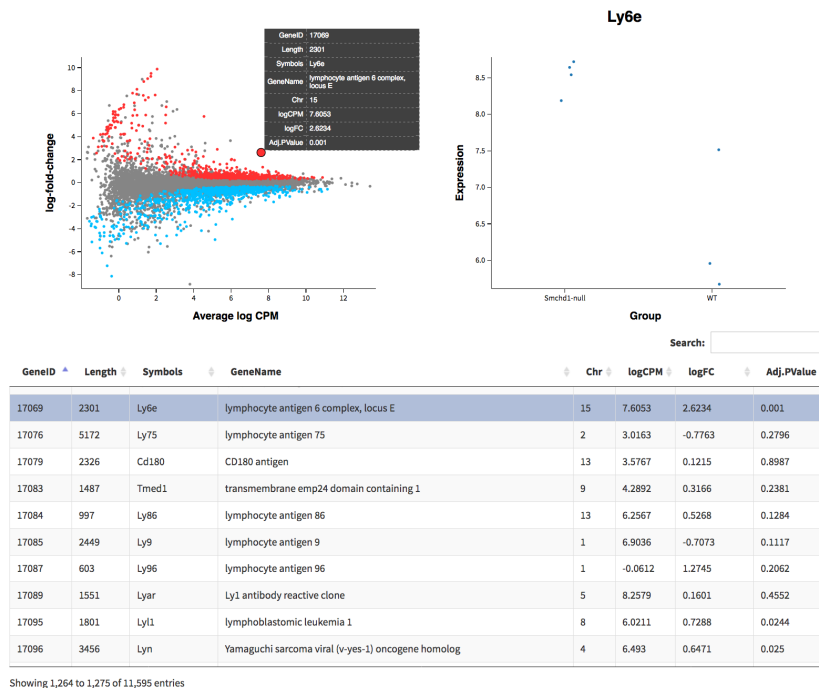 Ly6e
GeneID 17069
Length 2301
Symbols Ly6e
GeneName lymphocyte antigen 6 complex, locus E
Chr 15
logCPM 7.6053
logFC 2.6234
Adj.PValue 0.001
log-fold-change
10
8
6
4
2
0
-2
-4
-6
-8
0 2 4 6 8 10 12
Average log CPM
Expression
8.5
8.0
7.5
7.0
6.5
6.0
Smchd1-null WT
Group
Search:
GeneID Length Symbols GeneName Chr logCPM logFC Adj.PValue
17069 2301 Ly6e lymphocyte antigen 6 complex, locus E 15 7.6053 2.6234 0.001
17076 5172 Ly75 lymphocyte antigen 75 2 3.0163 -0.7763 0.2796
17079 2326 Cd180 CD180 antigen 13 3.5767 0.1215 0.8987
17083 1487 Tmed1 transmembrane emp24 domain containing 1 9 4.2892 0.3166 0.2381
17084 997 Ly86 lymphocyte antigen 86 13 6.2567 0.5268 0.1284
17085 2449 Ly9 lymphocyte antigen 9 1 6.9036 -0.7073 0.1117
17087 603 Ly96 lymphocyte antigen 96 1 -0.0612 1.2745 0.2062
17089 1551 Lyar Ly1 antibody reactive clone 5 8.2579 0.1601 0.4552
17095 1801 Lyl1 lymphoblastic leukemia 1 8 6.0211 0.7288 0.0244
17096 3456 Lyn Yamaguchi sarcoma viral (v-yes-1) oncogene homolog 4 6.493 0.6471 0.025
Showing 1,264 to 1,275 of 11,595 entries